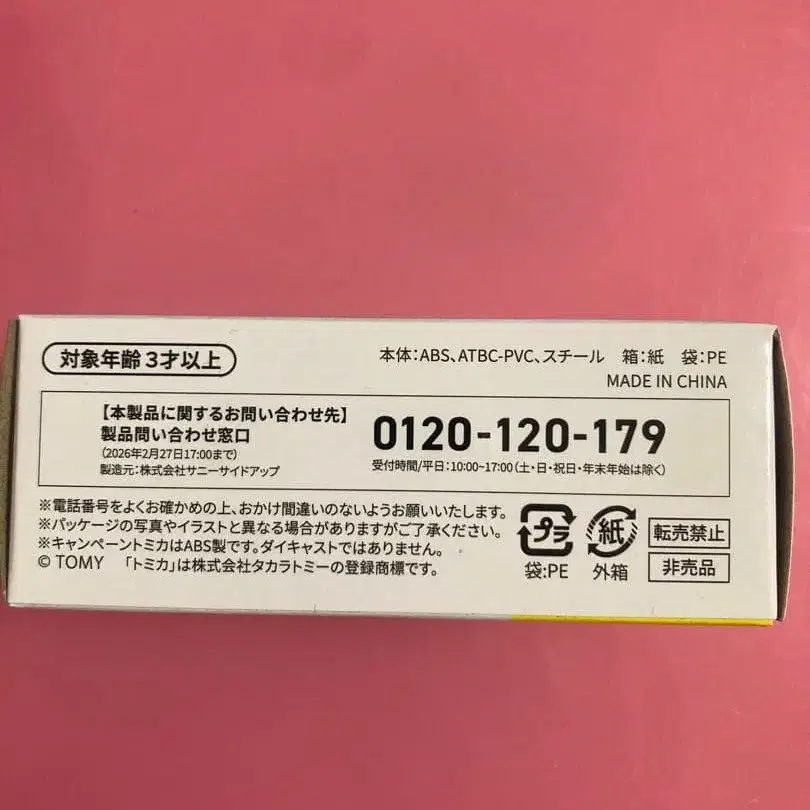 対象年齢3才以上
本体:ABS、ATBC-PVC、スチール 箱:紙 袋:PE
MADE IN CHINA
【本製品に関するお問い合わせ先】
製品問い合わせ窓口
(2026年2月27日17:00まで)
製造元:株式会社サニーサイドアップ
0120-120-179
受付時間/平日:10:00~17:00(土・日・祝日・年末年始は除く)
※電話番号をよくお確かめの上、おかけ間違いのないようお願いいたします。
※パッケージの写真やイラストと異なる場合がありますがご了承ください。
※キャンペーントミカはABS製です。ダイキャストではありません。
© TOMY 「トミカ」は株式会社タカラトミーの登録商標です。
プラ
袋:PE
紙
外箱
転売禁止
非売品